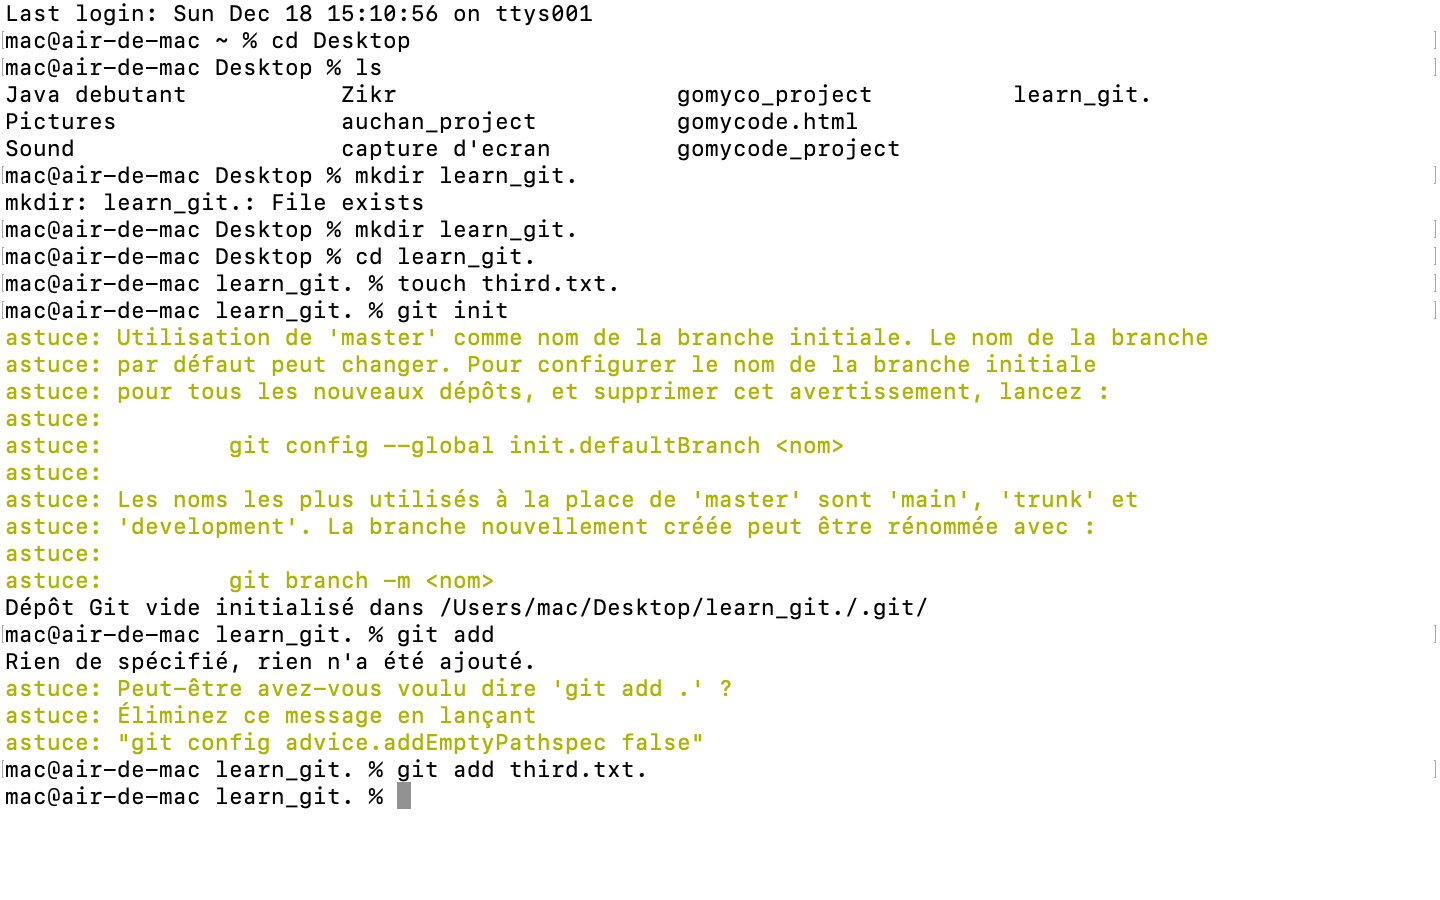 Last login: Sun Dec 18 15:10:56 on ttys001
[mac@air-de-mac ~ % cd Desktop ]
[mac@air-de-mac Desktop % ls ]
Java debutant Zikr gomyco_project learn_git.
Pictures auchan_project gomycode.html
Sound capture d'ecran gomycode_project
[mac@air-de-mac Desktop % mkdir learn_git. ]
mkdir: learn_git.: File exists
[mac@air-de-mac Desktop % mkdir learn_git. ]
[mac@air-de-mac Desktop % cd learn_git. ]
[mac@air-de-mac learn_git. % touch third.txt. ]
[mac@air-de-mac learn_git. % git init ]
astuce: Utilisation de 'master' comme nom de la branche initiale. Le nom de la branche
astuce: par défaut peut changer. Pour configurer le nom de la branche initiale
astuce: pour tous les nouveaux dépôts, et supprimer cet avertissement, lancez :
astuce:
astuce: git config --global init.defaultBranch <nom>
astuce:
astuce: Les noms les plus utilisés à la place de 'master' sont 'main', 'trunk' et
astuce: 'development'. La branche nouvellement créée peut être rénommée avec :
astuce:
astuce: git branch -m <nom>
Dépôt Git vide initialisé dans /Users/mac/Desktop/learn_git./.git/
[mac@air-de-mac learn_git. % git add ]
Rien de spécifié, rien n'a été ajouté.
astuce: Peut-être avez-vous voulu dire 'git add .' ?
astuce: Éliminez ce message en lançant
astuce: "git config advice.addEmptyPathspec false"
[mac@air-de-mac learn_git. % git add third.txt. ]
mac@air-de-mac learn_git. %